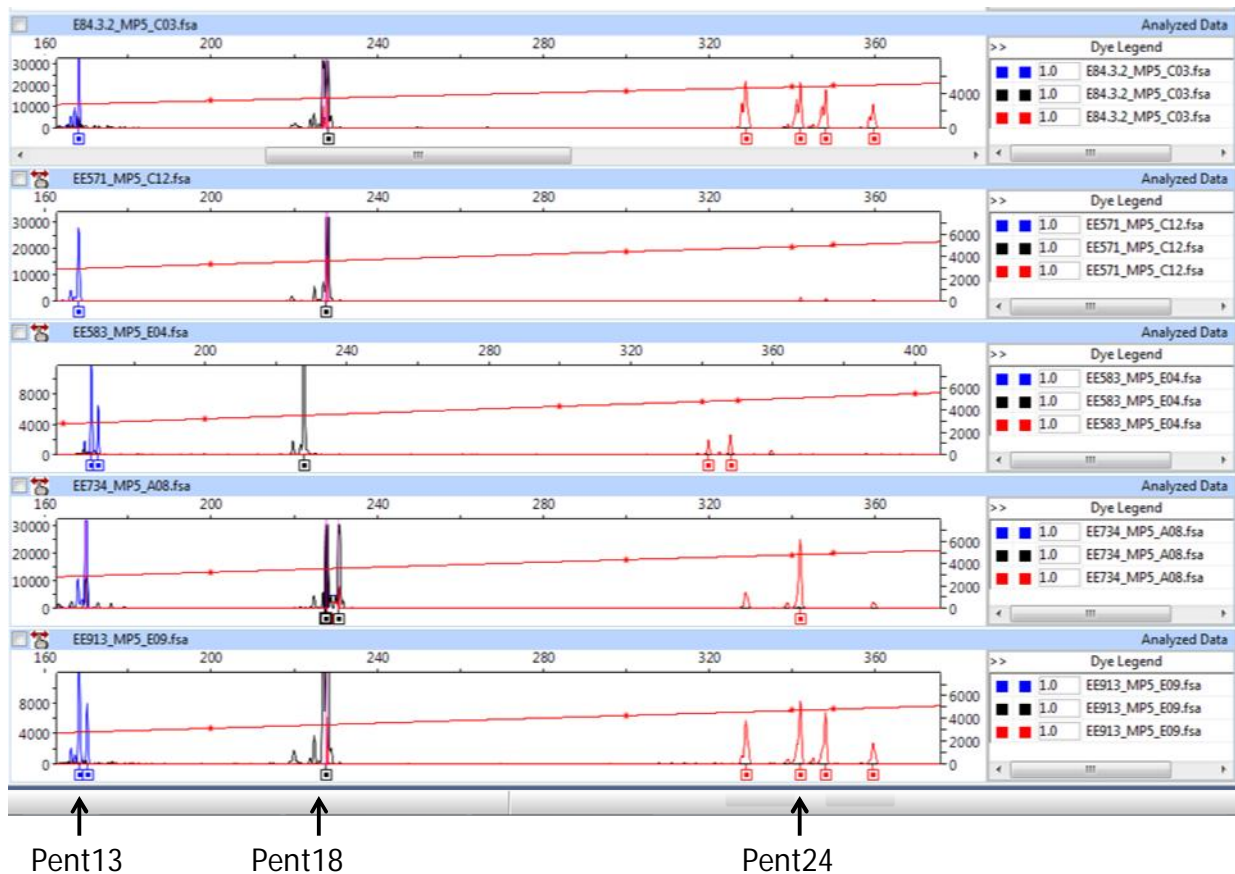 E84.3.2_MP5_C03.fsa Analyzed Data
160 200 240 280 320 360 >> Dye Legend
30000 20000 10000 0 4000 0
1.0 E84.3.2_MP5_C03.fsa
1.0 E84.3.2_MP5_C03.fsa
1.0 E84.3.2_MP5_C03.fsa
EE571_MP5_C12.fsa Analyzed Data
160 200 240 280 320 360 >> Dye Legend
30000 20000 10000 0 6000 4000 2000 0
1.0 EE571_MP5_C12.fsa
1.0 EE571_MP5_C12.fsa
1.0 EE571_MP5_C12.fsa
EE583_MP5_E04.fsa Analyzed Data
200 240 280 320 360 400 >> Dye Legend
8000 4000 0 6000 4000 2000 0
1.0 EE583_MP5_E04.fsa
1.0 EE583_MP5_E04.fsa
1.0 EE583_MP5_E04.fsa
EE734_MP5_A08.fsa Analyzed Data
160 200 240 280 320 360 >> Dye Legend
30000 20000 10000 0 6000 4000 2000 0
1.0 EE734_MP5_A08.fsa
1.0 EE734_MP5_A08.fsa
1.0 EE734_MP5_A08.fsa
EE913_MP5_E09.fsa Analyzed Data
160 200 240 280 320 360 >> Dye Legend
8000 4000 0 6000 4000 2000 0
1.0 EE913_MP5_E09.fsa
1.0 EE913_MP5_E09.fsa
1.0 EE913_MP5_E09.fsa
Pent13 Pent18 Pent24